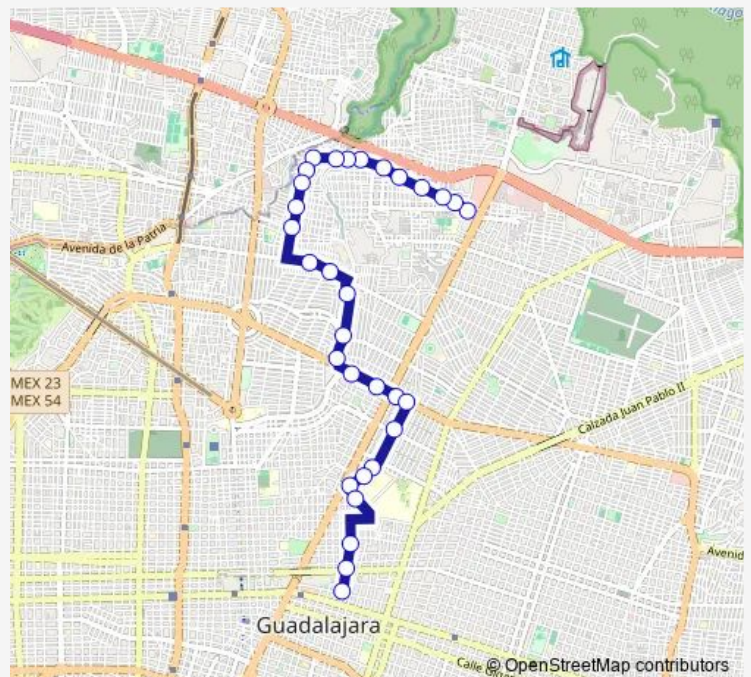 Avenida de la Patria
MEX 23
MEX 54
Calzada Juan Pablo II
Avenid
Guadalajara
© OpenStreetMap contributors